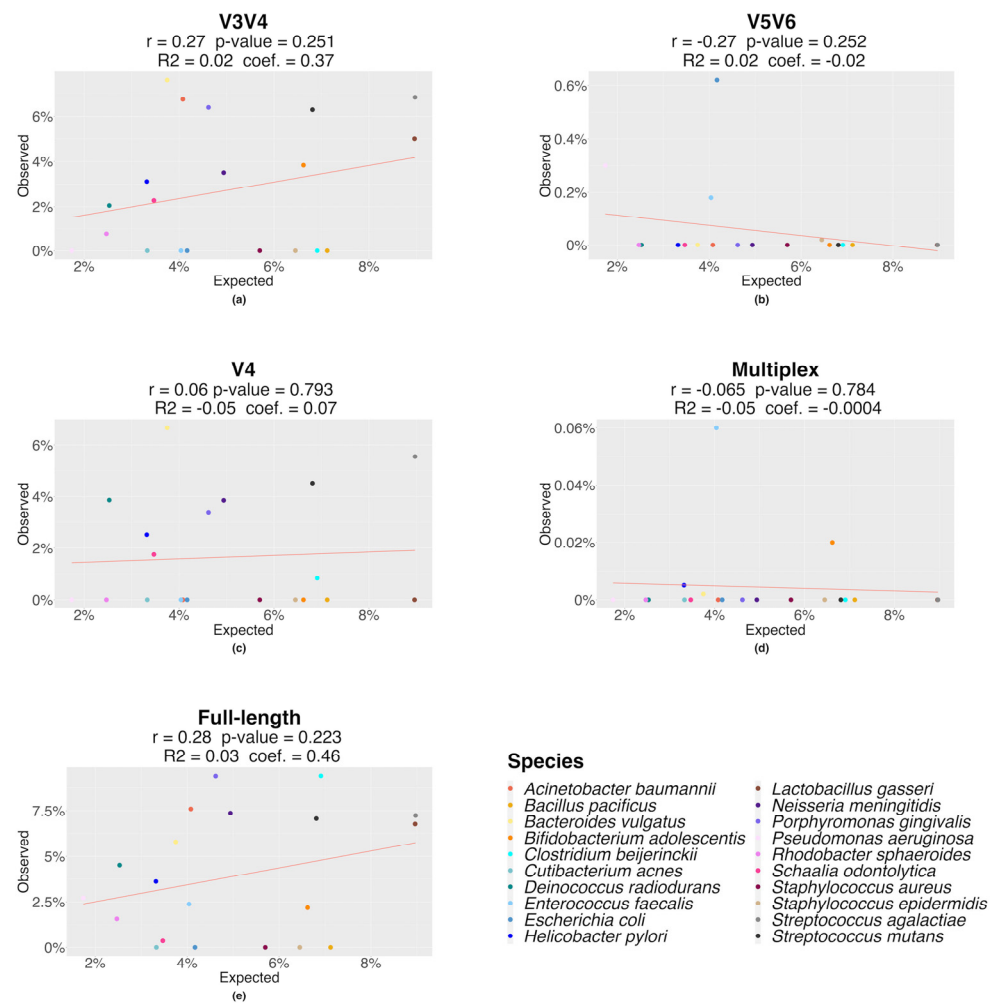 V3V4
r = 0.27 p-value = 0.251
R2 = 0.02 coef. = 0.37
Observed
6%
4%
2%
0%
2%
4%
6%
8%
Expected
(a)
V5V6
r = -0.27 p-value = 0.252
R2 = 0.02 coef. = -0.02
Observed
0.6%
0.4%
0.2%
0%
2%
4%
6%
8%
Expected
(b)
V4
r = 0.06 p-value = 0.793
R2 = -0.05 coef. = 0.07
Observed
6%
4%
2%
0%
2%
4%
6%
8%
Expected
(c)
Multiplex
r = -0.065 p-value = 0.784
R2 = -0.05 coef. = -0.0004
Observed
0.06%
0.04%
0.02%
0%
2%
4%
6%
8%
Expected
(d)
Full-length
r = 0.28 p-value = 0.223
R2 = 0.03 coef. = 0.46
Observed
7.5%
5%
2.5%
0%
2%
4%
6%
8%
Expected
(e)
Species
Acinetobacter baumannii
Bacillus pacificus
Bacteroides vulgatus
Bifidobacterium adolescentis
Clostridium beijerinckii
Cutibacterium acnes
Deinococcus radiodurans
Enterococcus faecalis
Escherichia coli
Helicobacter pylori
Lactobacillus gasseri
Neisseria meningitidis
Porphyromonas gingivalis
Pseudomonas aeruginosa
Rhodobacter sphaeroides
Schaalia odontolytica
Staphylococcus aureus
Staphylococcus epidermidis
Streptococcus agalactiae
Streptococcus mutans